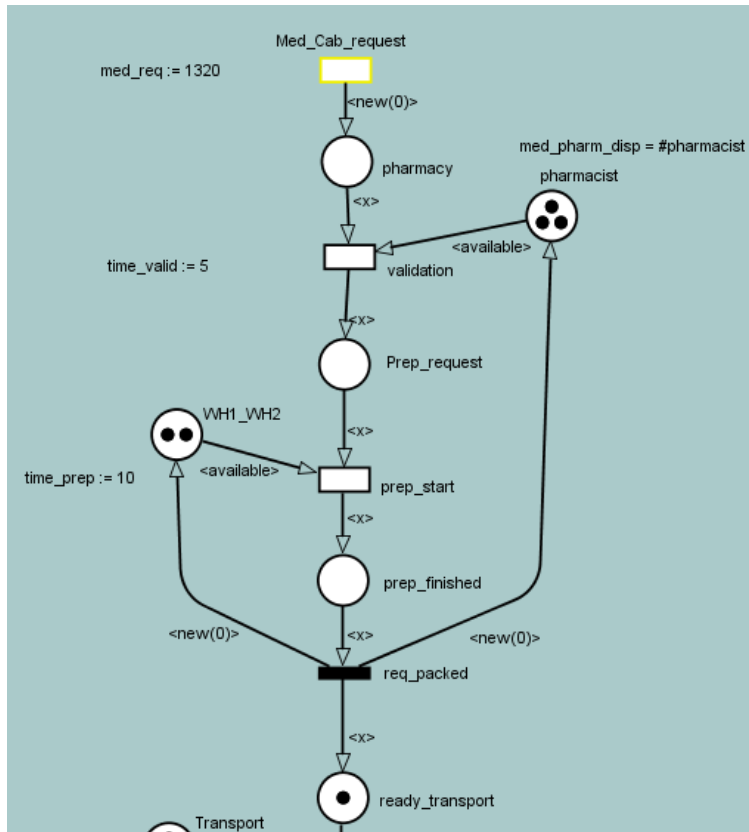 Med_Cab_request
med_req := 1320
<new(0)>
med_pharm_disp = #pharmacist
pharmacy
pharmacist
<x>
<available>
time_valid := 5
validation
<x>
Prep_request
WH1_WH2
<x>
<available>
time_prep := 10
prep_start
<x>
prep_finished
<new(0)>
<x>
<new(0)>
req_packed
<x>
ready_transport
Transport